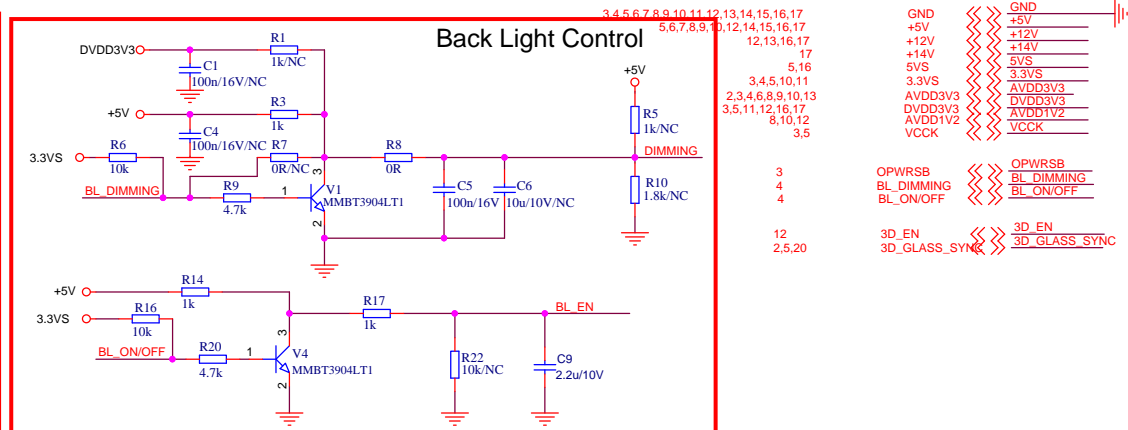 Back Light Control
DVDD3V3
R1
1k/NC
C1
100n/16V/NC
+5V
R3
1k
C4
100n/16V/NC
3.3VS
R6
10k
R7
0R/NC
BL_DIMMING
R9
4.7k
1
3
2
V1
MMBT3904LT1
R8
0R
C5
100n/16V
C6
10u/10V/NC
+5V
R5
1k/NC
DIMMING
R10
1.8k/NC
+5V
R14
1k
3.3VS
R16
10k
BL_ON/OFF
R20
4.7k
1
3
2
V4
MMBT3904LT1
R17
1k
BL_EN
R22
10k/NC
C9
2.2u/10V
3,4,5,6,7,8,9,10,11,12,13,14,15,16,17 GND GND
5,6,7,8,9,10,12,14,15,16,17 +5V +5V
12,13,16,17 +12V +12V
17 +14V +14V
5,16 5VS 5VS
3,4,5,10,11 3.3VS 3.3VS
2,3,4,6,8,9,10,13 AVDD3V3 AVDD3V3
3,5,11,12,16,17 DVDD3V3 DVDD3V3
8,10,12 AVDD1V2 AVDD1V2
3,5 VCCK VCCK
3 OPWRSB OPWRSB
4 BL_DIMMING BL_DIMMING
4 BL_ON/OFF BL_ON/OFF
12 3D_EN 3D_EN
2,5,20 3D_GLASS_SYNC 3D_GLASS_SYNC